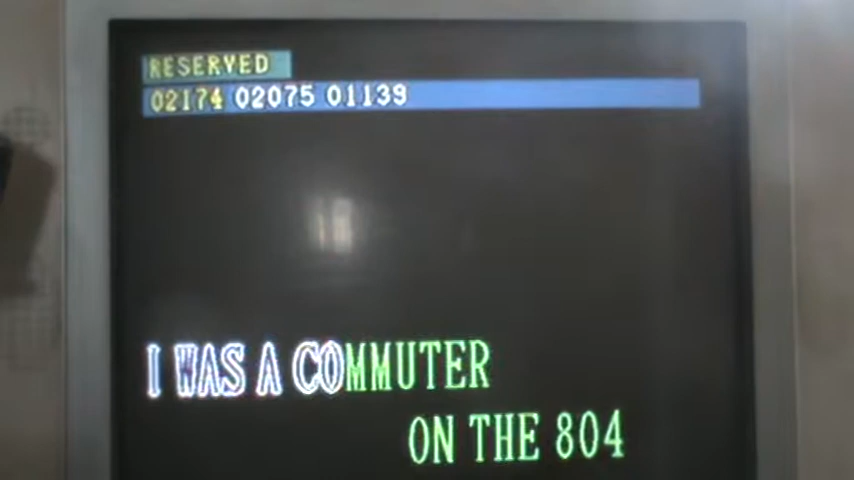 RESERVED
02174 02075 01139
I WAS A COMMUTER
ON THE 804